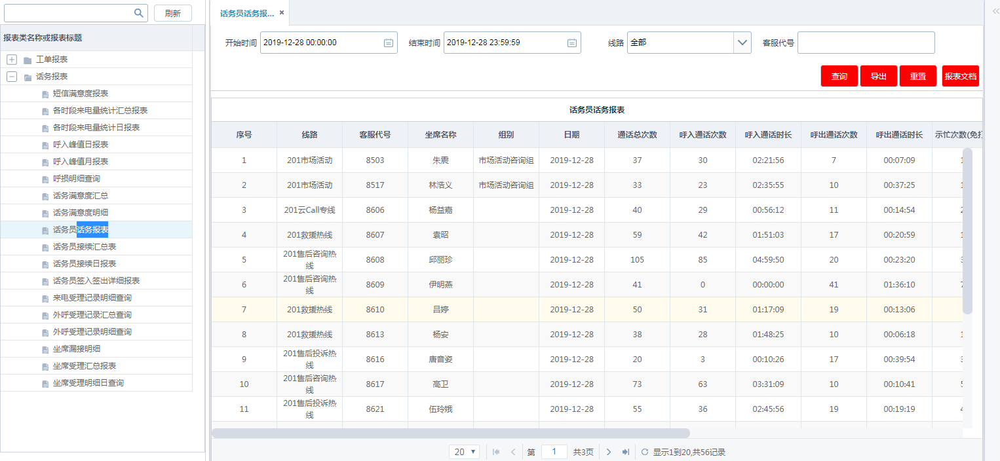 刷新
报表类名称或报表标题
工单报表
话务报表
短信满意度报表
各时段来电量统计汇总报表
各时段来电量统计日报表
呼入峰值日报表
呼入峰值月报表
呼损明细查询
话务满意度汇总
话务满意度明细
话务员话务报表
话务员接续汇总表
话务员接续日报表
话务员签入签出详细报表
来电受理记录明细查询
外呼受理记录汇总查询
外呼受理记录明细查询
坐席漏接明细
坐席受理汇总报表
坐席受理明细日查询
话务员话务报...
开始时间 2019-12-28 00:00:00 结束时间 2019-12-28 23:59:59 线路 全部 客服代号
查询 导出 重置 报表文档
话务员话务报表
序号 线路 客服代号 坐席名称 组别 日期 通话总次数 呼入通话次数 呼入通话时长 呼出通话次数 呼出通话时长 示忙次数(免打
1 201市场活动 8503 朱震 市场活动咨询组 2019-12-28 37 30 02:21:56 7 00:07:09
2 201市场活动 8517 林浩义 市场活动咨询组 2019-12-28 33 23 02:35:55 10 00:37:25
3 201云Call专线 8606 杨益嘉 2019-12-28 40 29 00:56:12 11 00:14:54
4 201救援热线 8607 袁昭 2019-12-28 59 42 01:51:03 17 00:20:59
5 201售后咨询热线 8608 邱丽珍 2019-12-28 105 85 04:59:50 20 00:23:20
6 201售后咨询热线 8609 伊明燕 2019-12-28 41 0 00:00:00 41 01:36:10
7 201救援热线 8610 吕婷 2019-12-28 50 31 01:17:09 19 00:13:06
8 201救援热线 8613 杨安 2019-12-28 38 28 01:48:25 10 00:06:18
9 201售后投诉热线 8616 唐音姿 2019-12-28 20 3 00:10:26 17 00:39:54
10 201售后咨询热线 8617 高卫 2019-12-28 73 63 03:31:09 10 00:10:41
11 201售后投诉热线 8621 伍玲娥 2019-12-28 55 36 02:45:56 19 00:19:19
20 第 1 共3页 显示1到20,共56记录